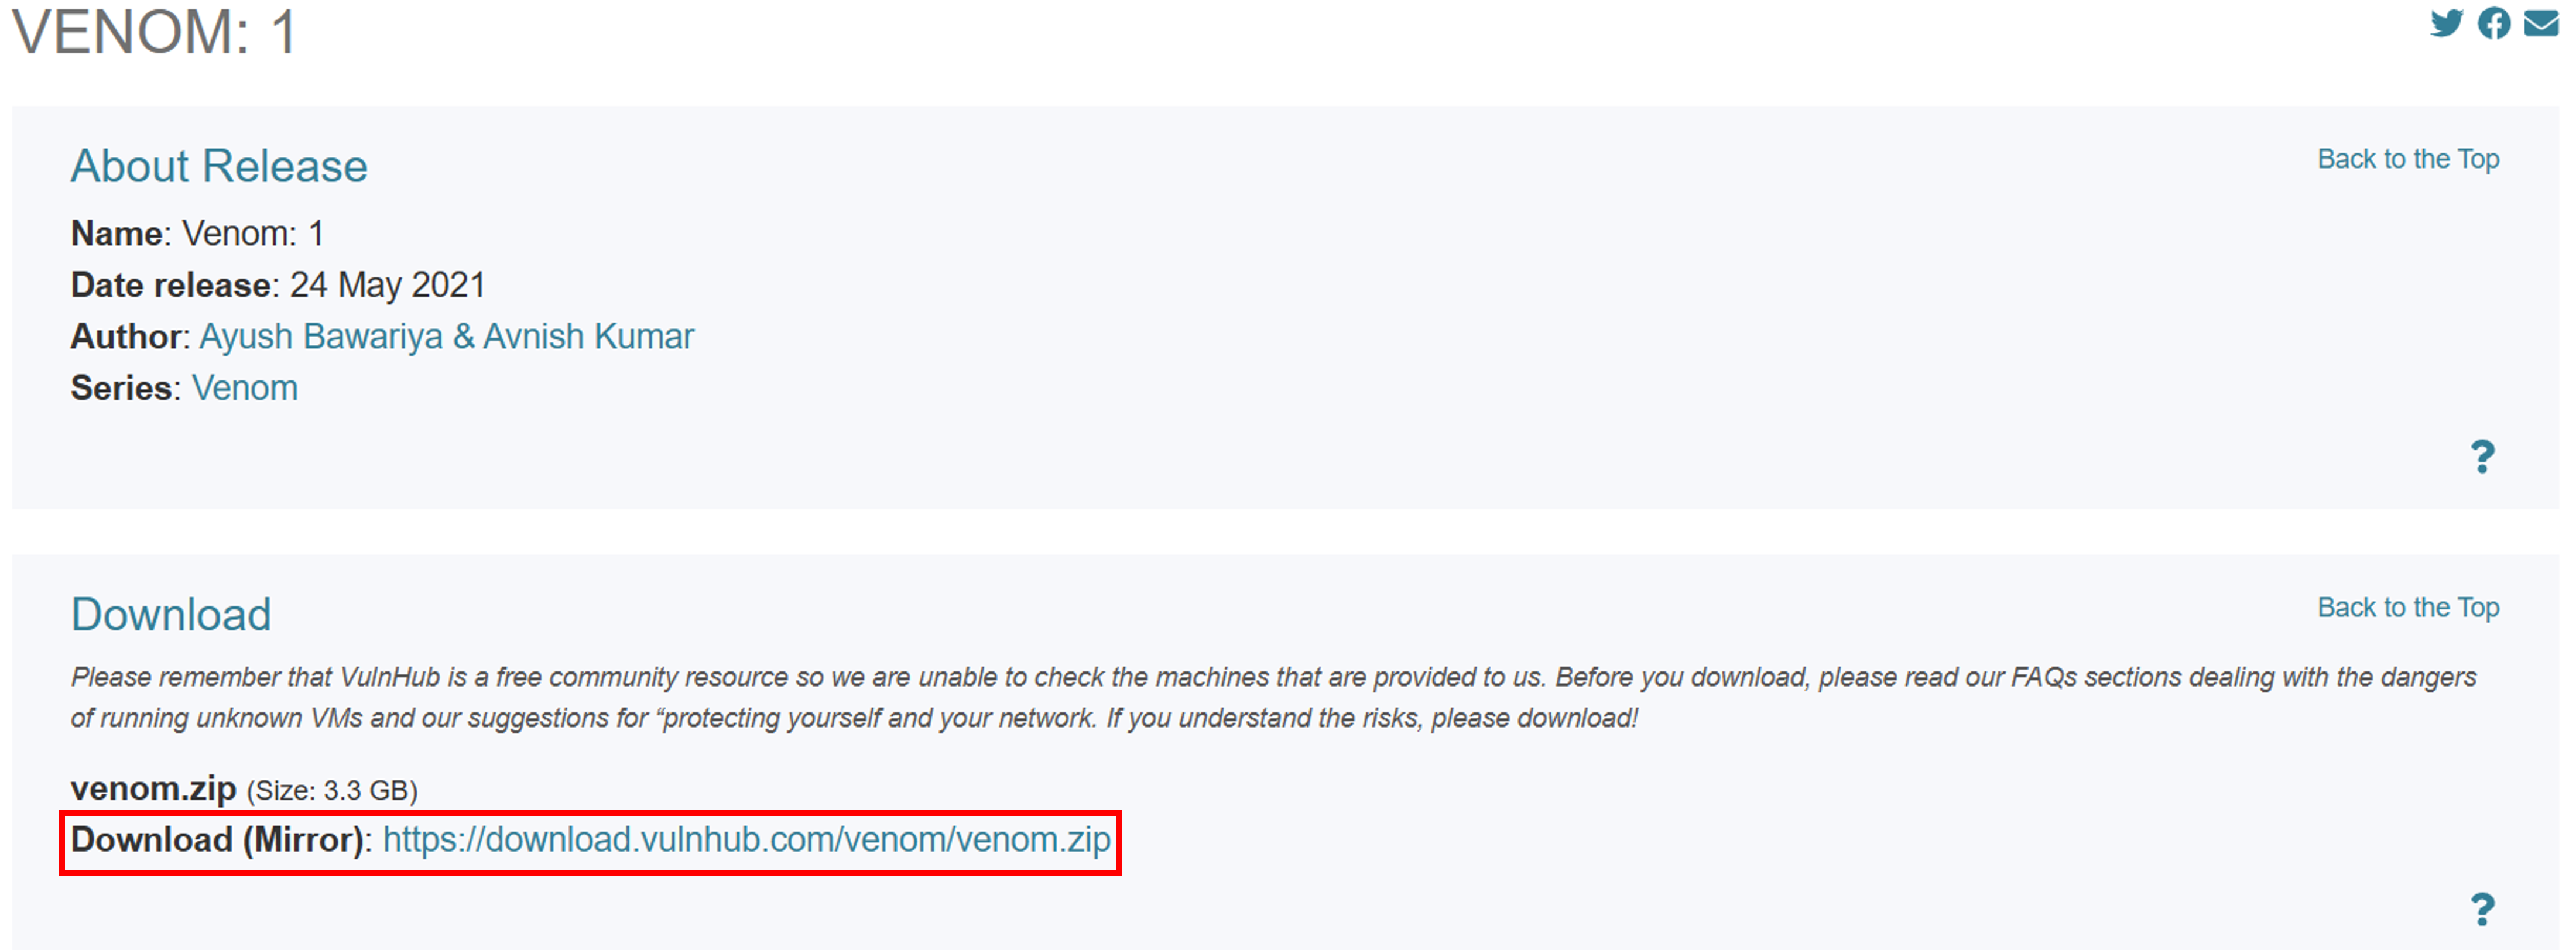 VENOM: 1
About Release
Back to the Top
Name: Venom: 1
Date release: 24 May 2021
Author: Ayush Bawariya & Avnish Kumar
Series: Venom
?
Download
Back to the Top
Please remember that VulnHub is a free community resource so we are unable to check the machines that are provided to us. Before you download, please read our FAQs sections dealing with the dangers
of running unknown VMs and our suggestions for “protecting yourself and your network. If you understand the risks, please download!
venom.zip (Size: 3.3 GB)
Download (Mirror): https://download.vulnhub.com/venom/venom.zip
?